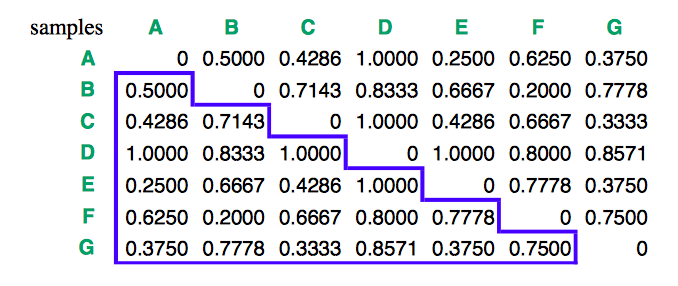 samples A B C D E F G
A 0 0.5000 0.4286 1.0000 0.2500 0.6250 0.3750
B 0.5000 0 0.7143 0.8333 0.6667 0.2000 0.7778
C 0.4286 0.7143 0 1.0000 0.4286 0.6667 0.3333
D 1.0000 0.8333 1.0000 0 1.0000 0.8000 0.8571
E 0.2500 0.6667 0.4286 1.0000 0 0.7778 0.3750
F 0.6250 0.2000 0.6667 0.8000 0.7778 0 0.7500
G 0.3750 0.7778 0.3333 0.8571 0.3750 0.7500 0